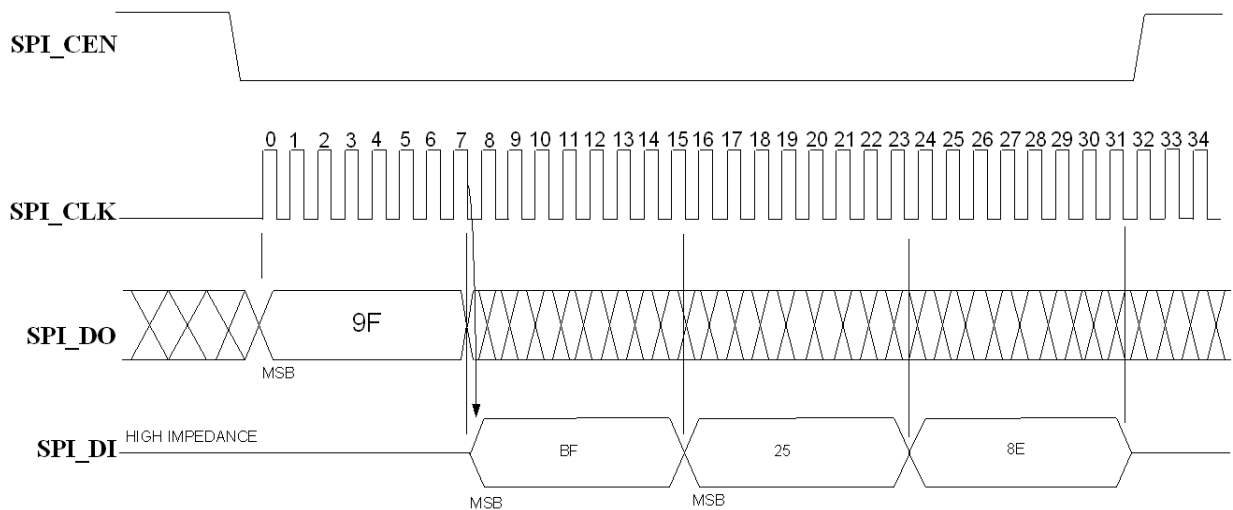 SPI_CEN
0 1 2 3 4 5 6 7 8 9 10 11 12 13 14 15 16 17 18 19 20 21 22 23 24 25 26 27 28 29 30 31 32 33 34
SPI_CLK
SPI_DO
9F
MSB
SPI_DI
HIGH IMPEDANCE
BF
25
8E
MSB
MSB